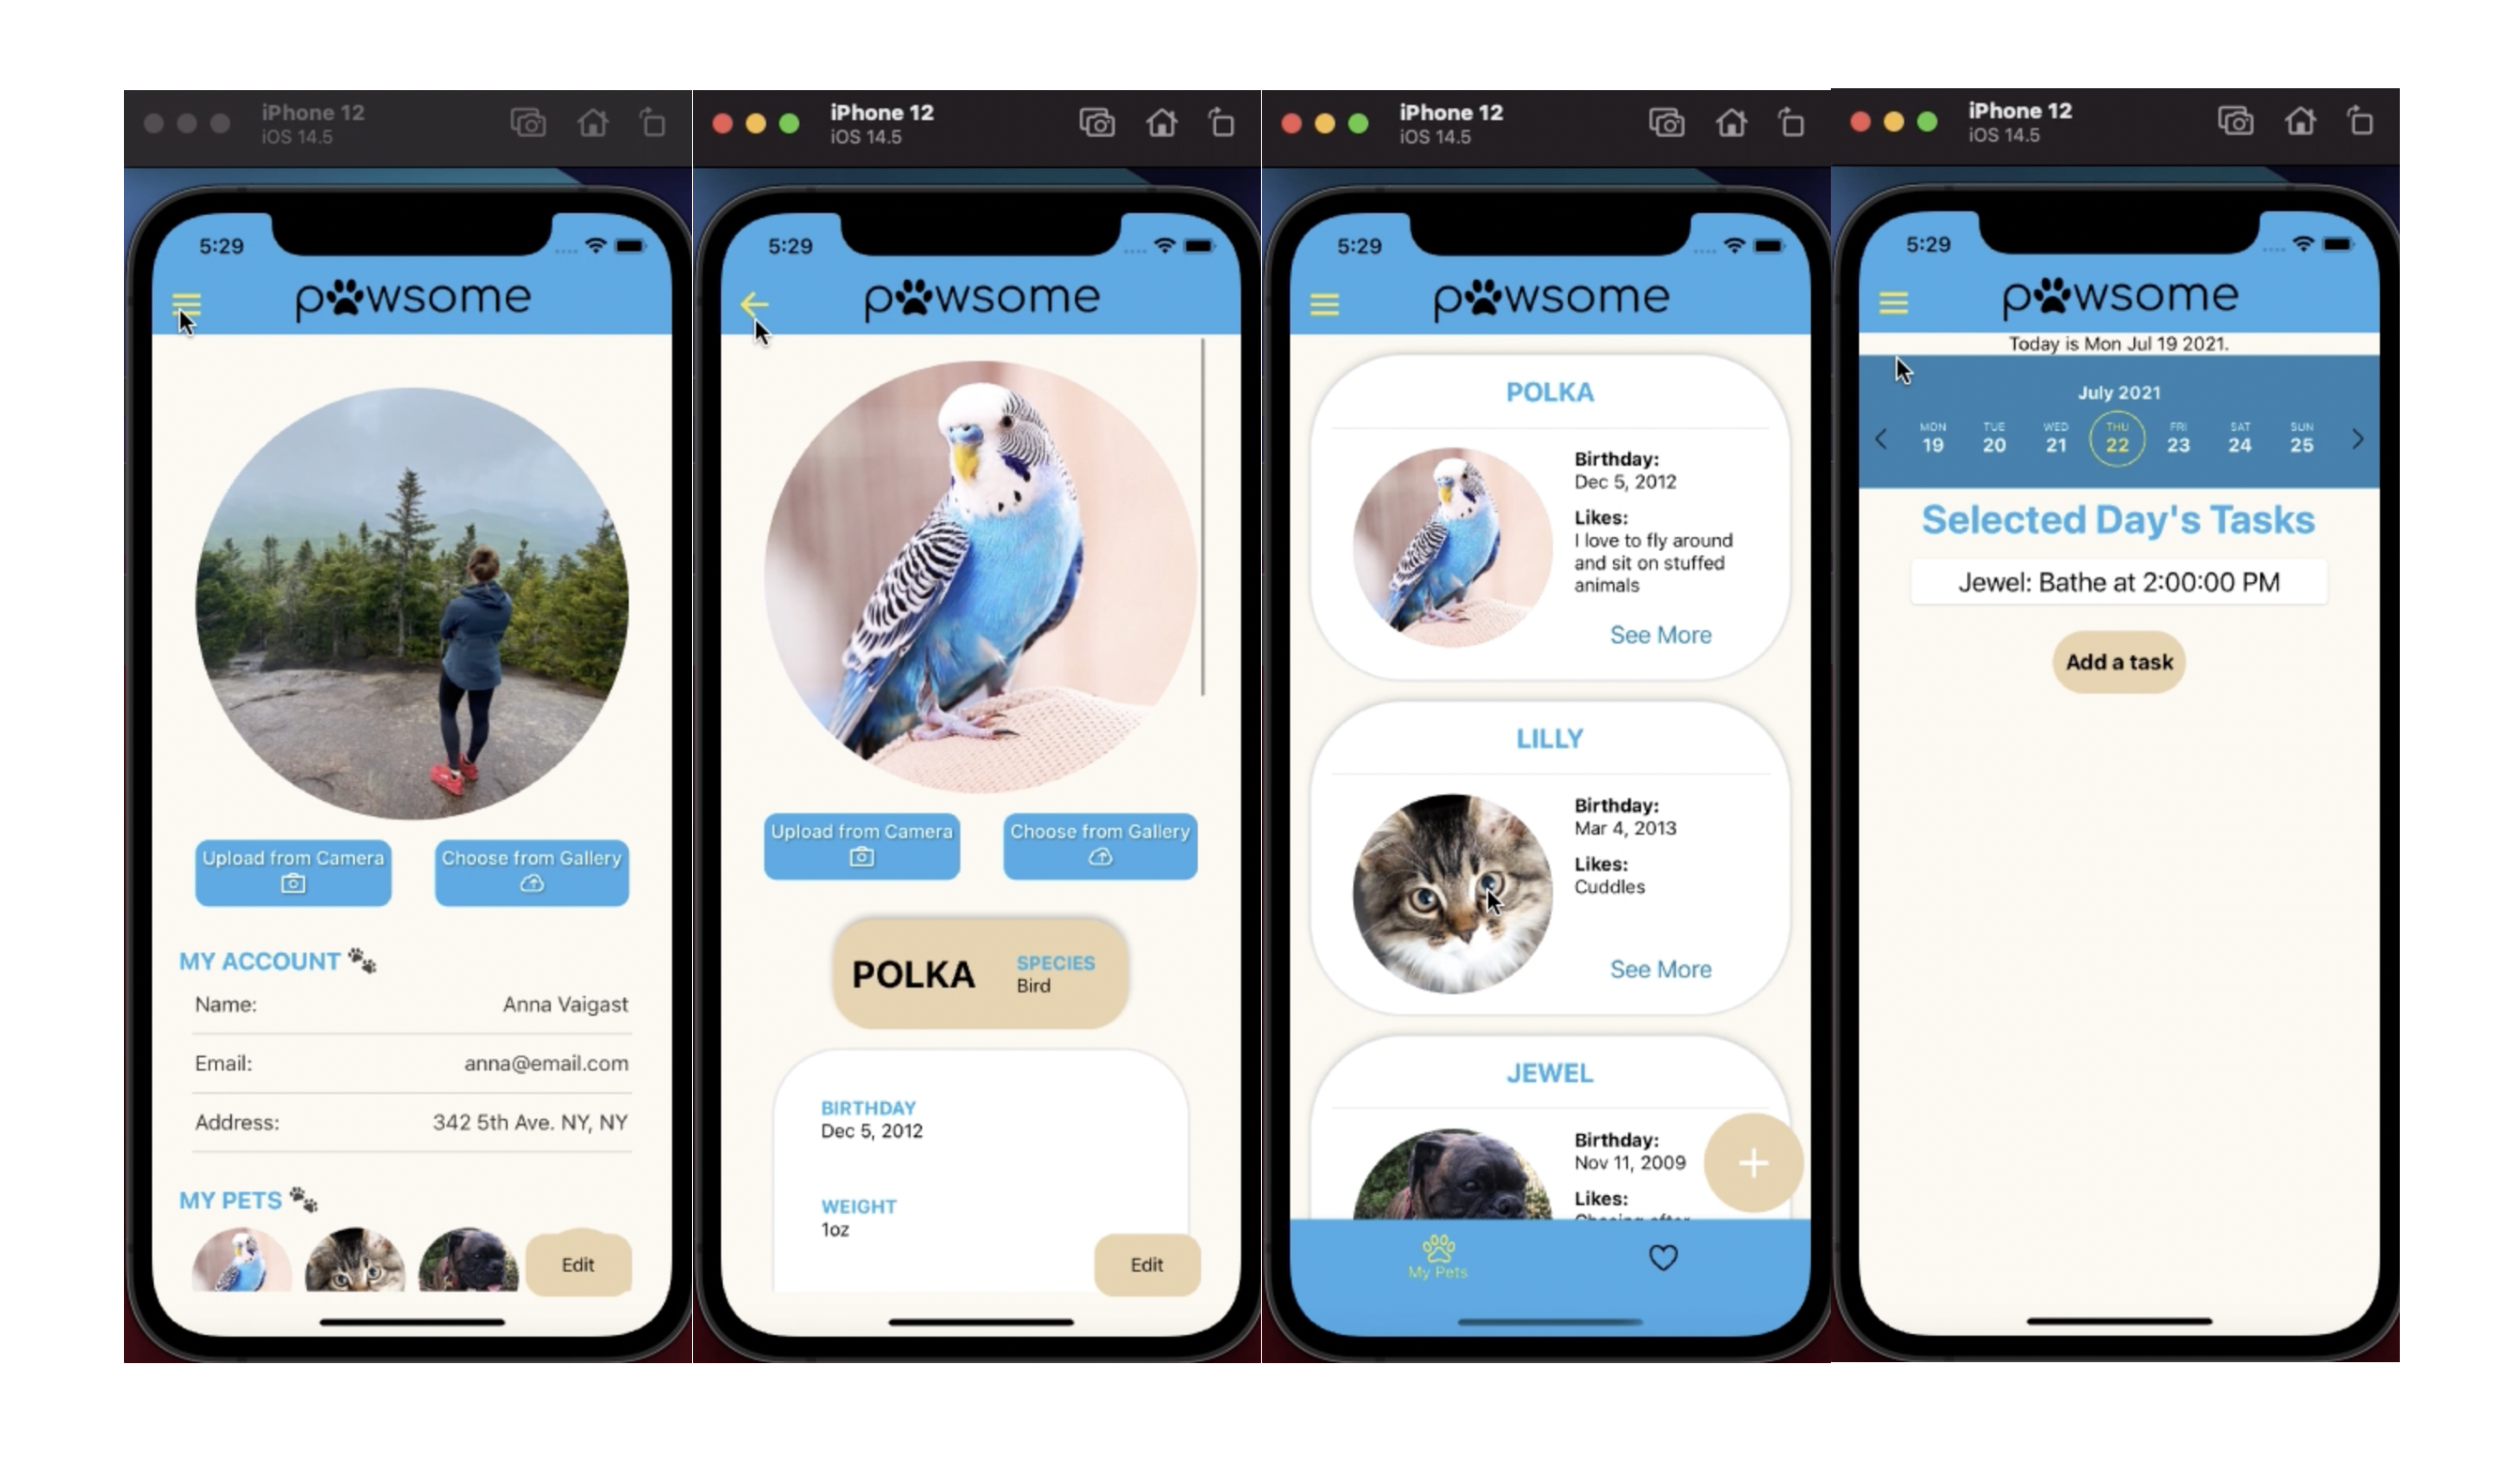 iPhone 12
iOS 14.5
5:29
pawsome
Upload from Camera
Choose from Gallery
MY ACCOUNT
Name:
Anna Vaigast
Email:
anna@email.com
Address:
342 5th Ave. NY, NY
MY PETS
Edit
iPhone 12
iOS 14.5
5:29
pawsome
Upload from Camera
Choose from Gallery
POLKA
SPECIES
Bird
BIRTHDAY
Dec 5, 2012
WEIGHT
1oz
Edit
iPhone 12
iOS 14.5
5:29
pawsome
POLKA
Birthday:
Dec 5, 2012
Likes:
I love to fly around
and sit on stuffed
animals
See More
LILLY
Birthday:
Mar 4, 2013
Likes:
Cuddles
See More
JEWEL
Birthday:
Nov 11, 2009
Likes:
+
My Pets
iPhone 12
iOS 14.5
5:29
pawsome
Today is Mon Jul 19 2021.
July 2021
MON TUE WED THU FRI SAT SUN
19 20 21 22 23 24 25
Selected Day's Tasks
Jewel: Bathe at 2:00:00 PM
Add a task